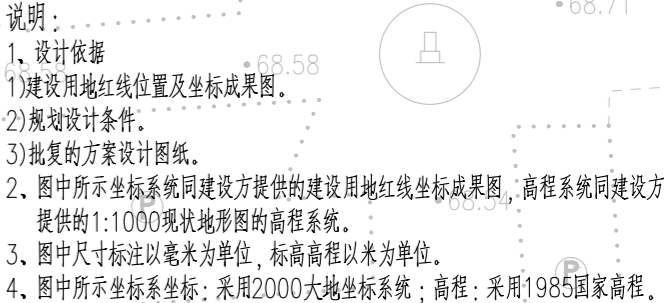 说明：
68.71
1、设计依据
68.58
68.58
1)建设用地红线位置及坐标成果图。
2)规划设计条件。
3)批复的方案设计图纸。
2、图中所示坐标系统同建设方提供的建设用地红线坐标成果图，高程系统同建设方
68.54
P
提供的1:1000现状地形图的高程系统。
3、图中尺寸标注以毫米为单位，标高高程以米为单位。
P
4、图中所示坐标系坐标：采用2000大地坐标系统；高程：采用1985国家高程。